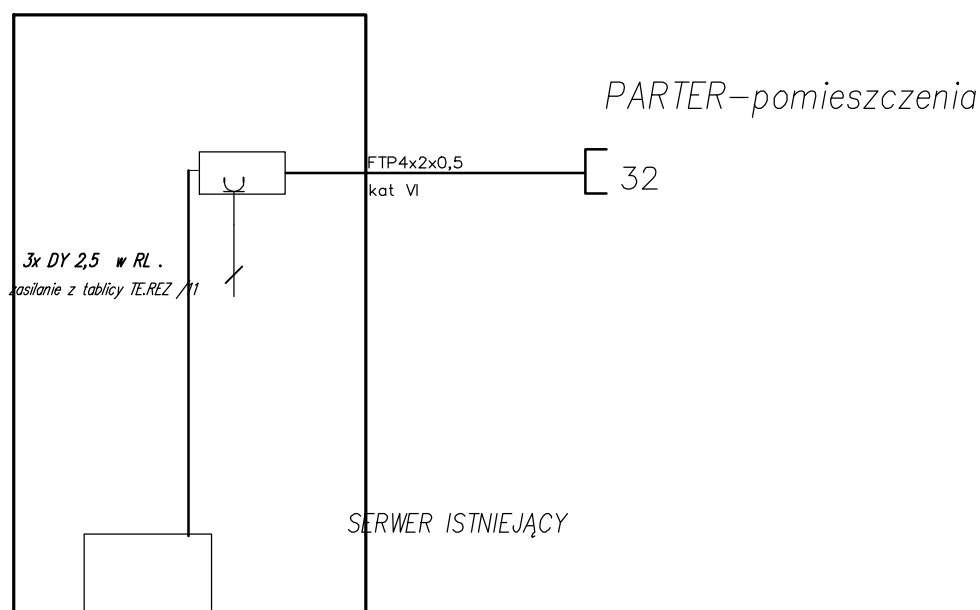 PARTER-pomieszczenia
FTP4x2x0,5
kat VI
32
3x DY 2,5 w RL .
zasilanie z tablicy TE.REZ /11
SERWER ISTNIEJĄCY